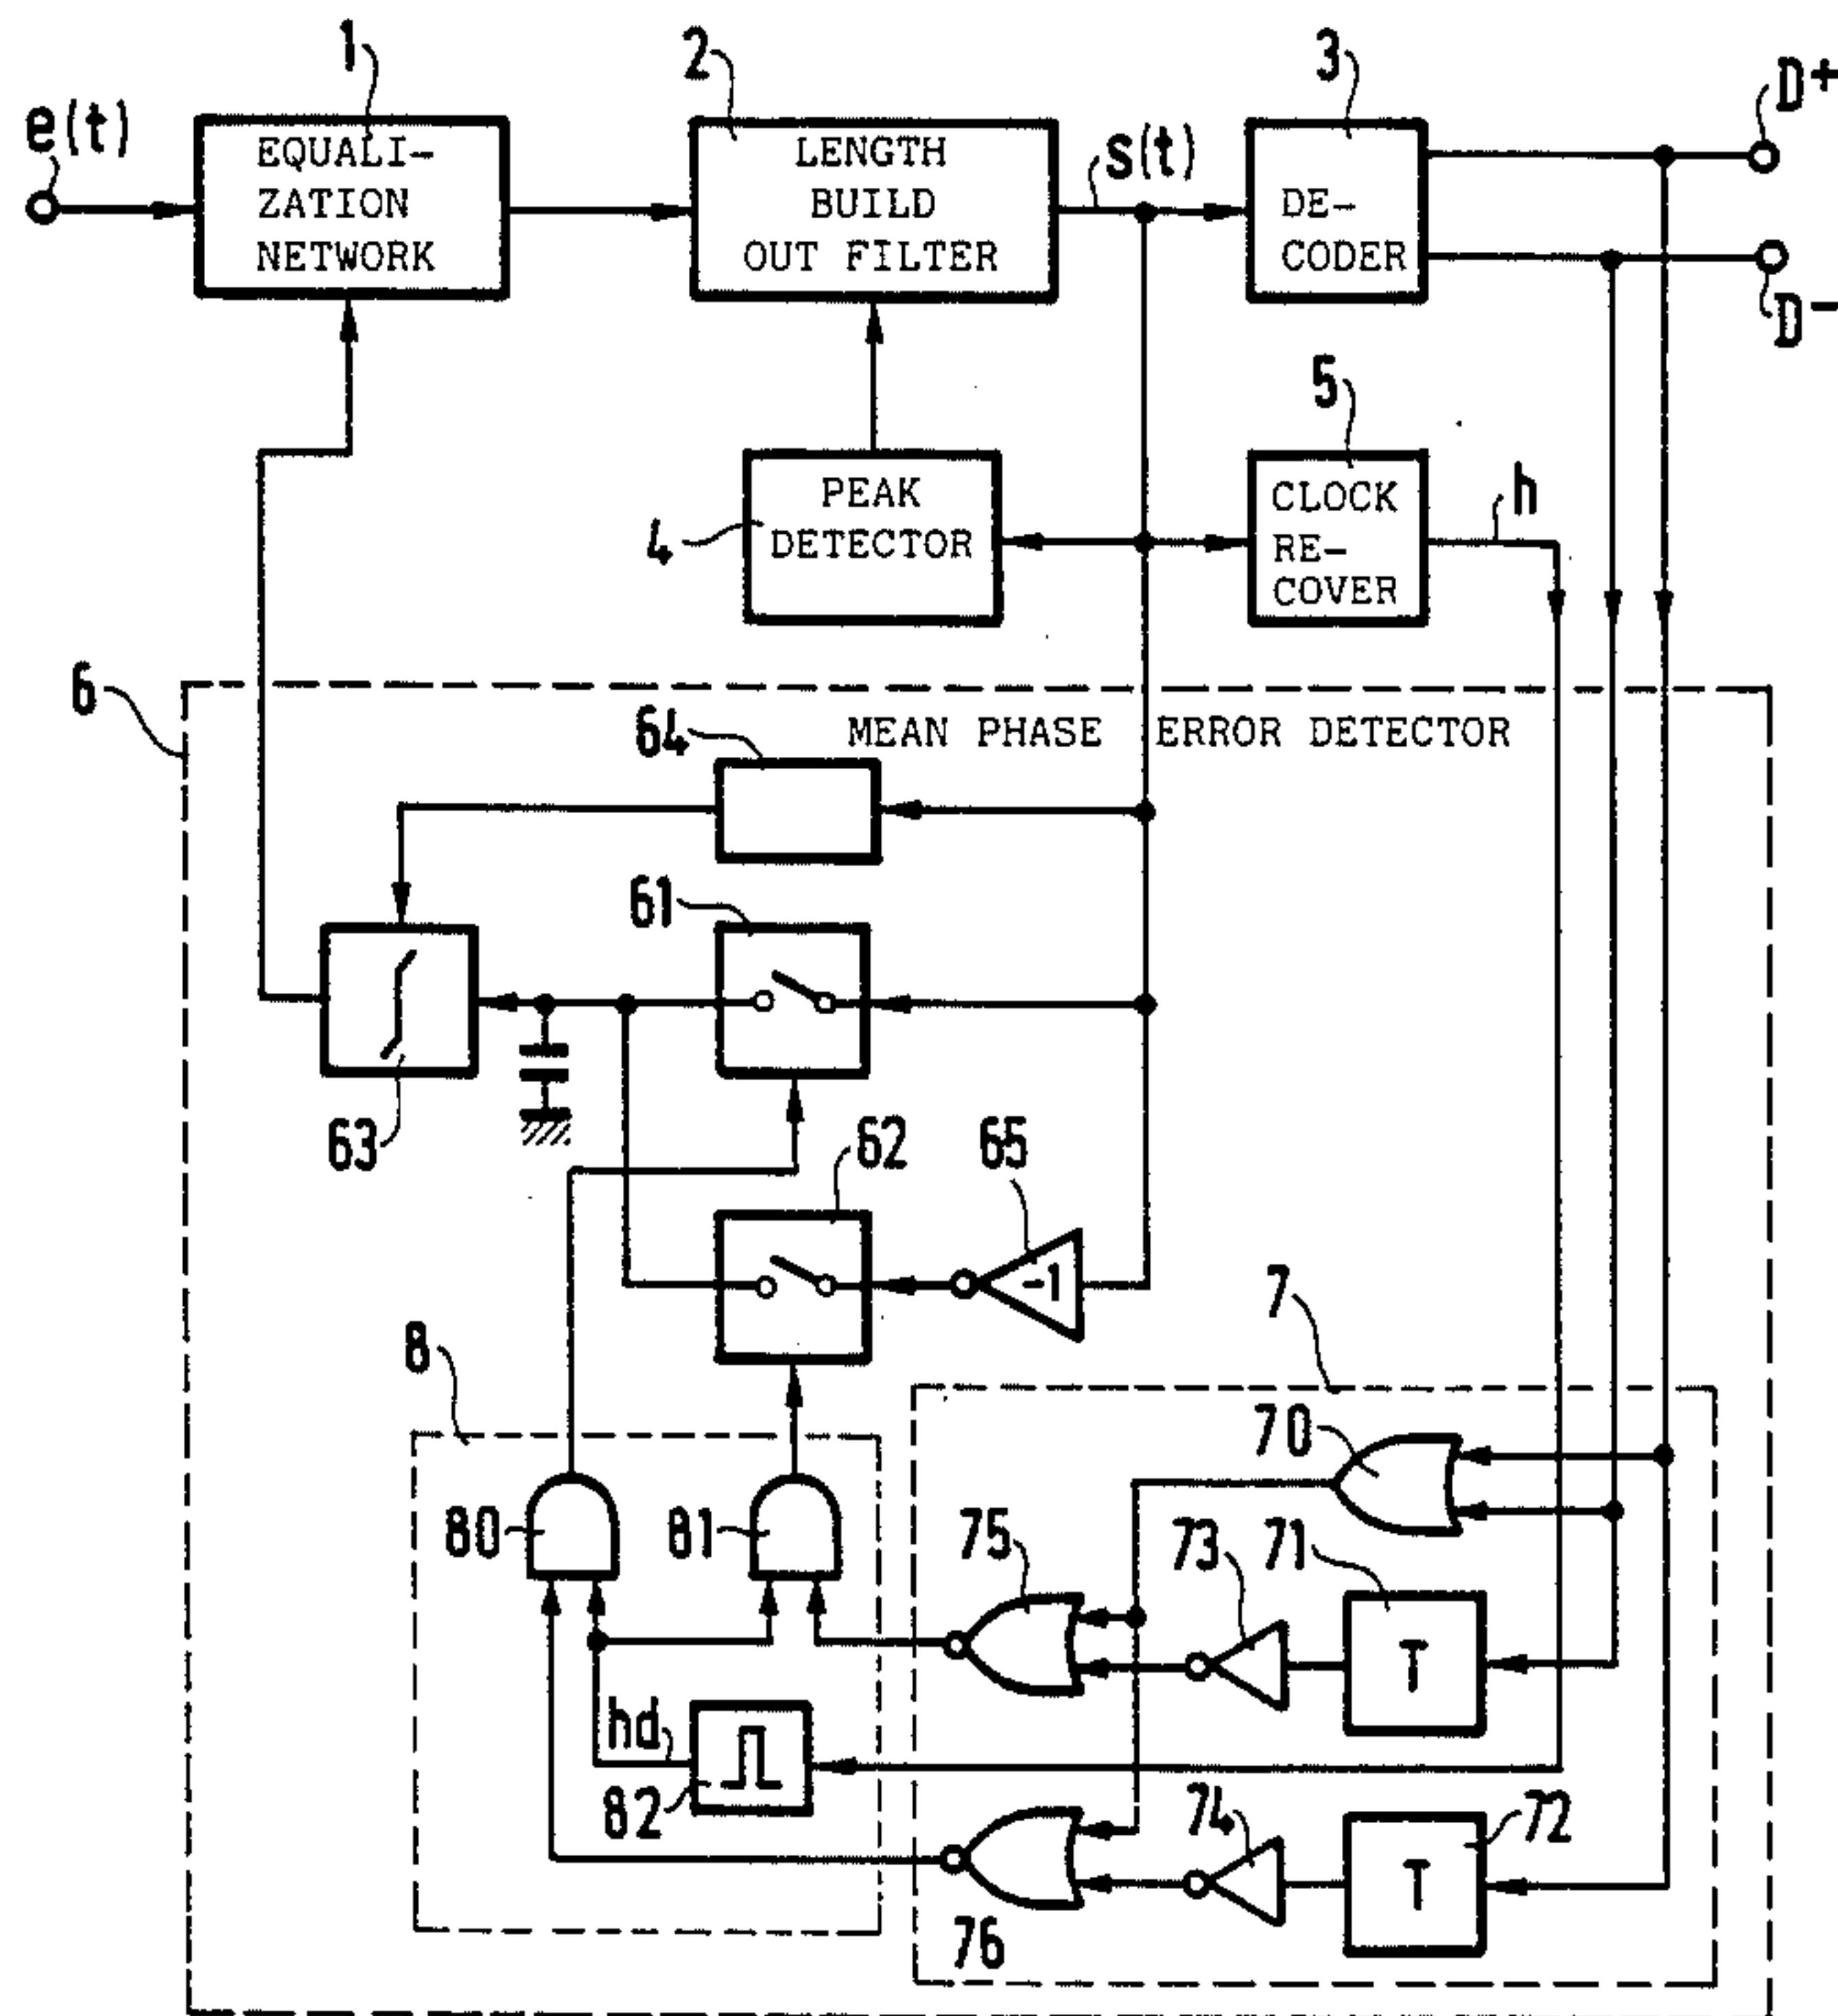 1
2
3
D+
e(t)
EQUALI-
ZATION
NETWORK
LENGTH
BUILD
OUT FILTER
s(t)
DE-
CODER
D-
5
h
4
PEAK
DETECTOR
CLOCK
RE-
COVER
6
MEAN PHASE ERROR DETECTOR
64
61
63
62
65
-1
7
8
70
80
81
75
73
71
T
hd
82
74
72
T
76